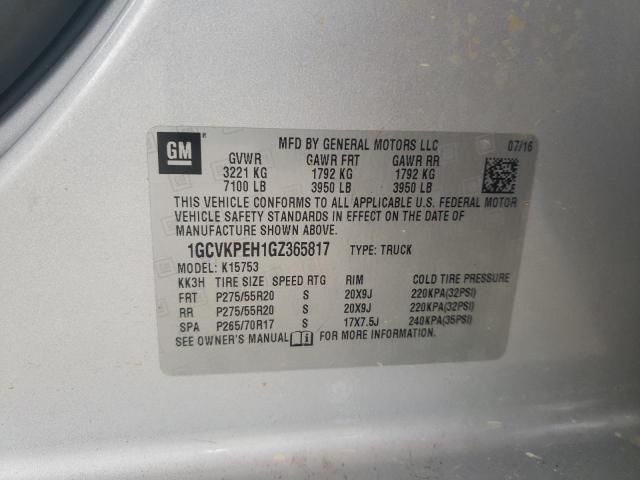 GM
MFD BY GENERAL MOTORS LLC 07/16
GVWR GAWR FRT GAWR RR
3221 KG 1792 KG 1792 KG
7100 LB 3950 LB 3950 LB
THIS VEHICLE CONFORMS TO ALL APPLICABLE U.S. FEDERAL MOTOR
VEHICLE SAFETY STANDARDS IN EFFECT ON THE DATE OF
MANUFACTURE SHOWN ABOVE.
1GCVKPEH1GZ365817 TYPE: TRUCK
MODEL: K15753
KK3H TIRE SIZE SPEED RTG RIM COLD TIRE PRESSURE
FRT P275/55R20 S 20X9J 220KPA(32PSI)
RR P275/55R20 S 20X9J 220KPA(32PSI)
SPA P265/70R17 S 17X7.5J 240KPA(35PSI)
SEE OWNER'S MANUAL FOR MORE INFORMATION